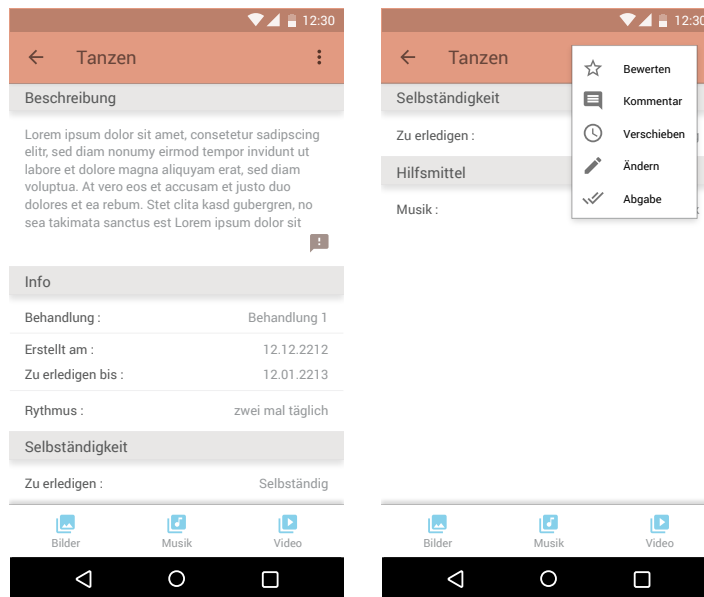 12:30
Tanzen
Beschreibung
Lorem ipsum dolor sit amet, consetetur sadipscing
elitr, sed diam nonumy eirmod tempor invidunt ut
labore et dolore magna aliquyam erat, sed diam
voluptua. At vero eos et accusam et justo duo
dolores et ea rebum. Stet clita kasd gubergren, no
sea takimata sanctus est Lorem ipsum dolor sit
Info
Behandlung : Behandlung 1
Erstellt am : 12.12.2212
Zu erledigen bis : 12.01.2213
Rythmus : zwei mal täglich
Selbständigkeit
Zu erledigen : Selbständig
Bilder Musik Video
12:30
Tanzen
Bewerten
Kommentar
Verschieben
Ändern
Abgabe
Selbständigkeit
Zu erledigen :
Hilfsmittel
Musik :
Bilder Musik Video